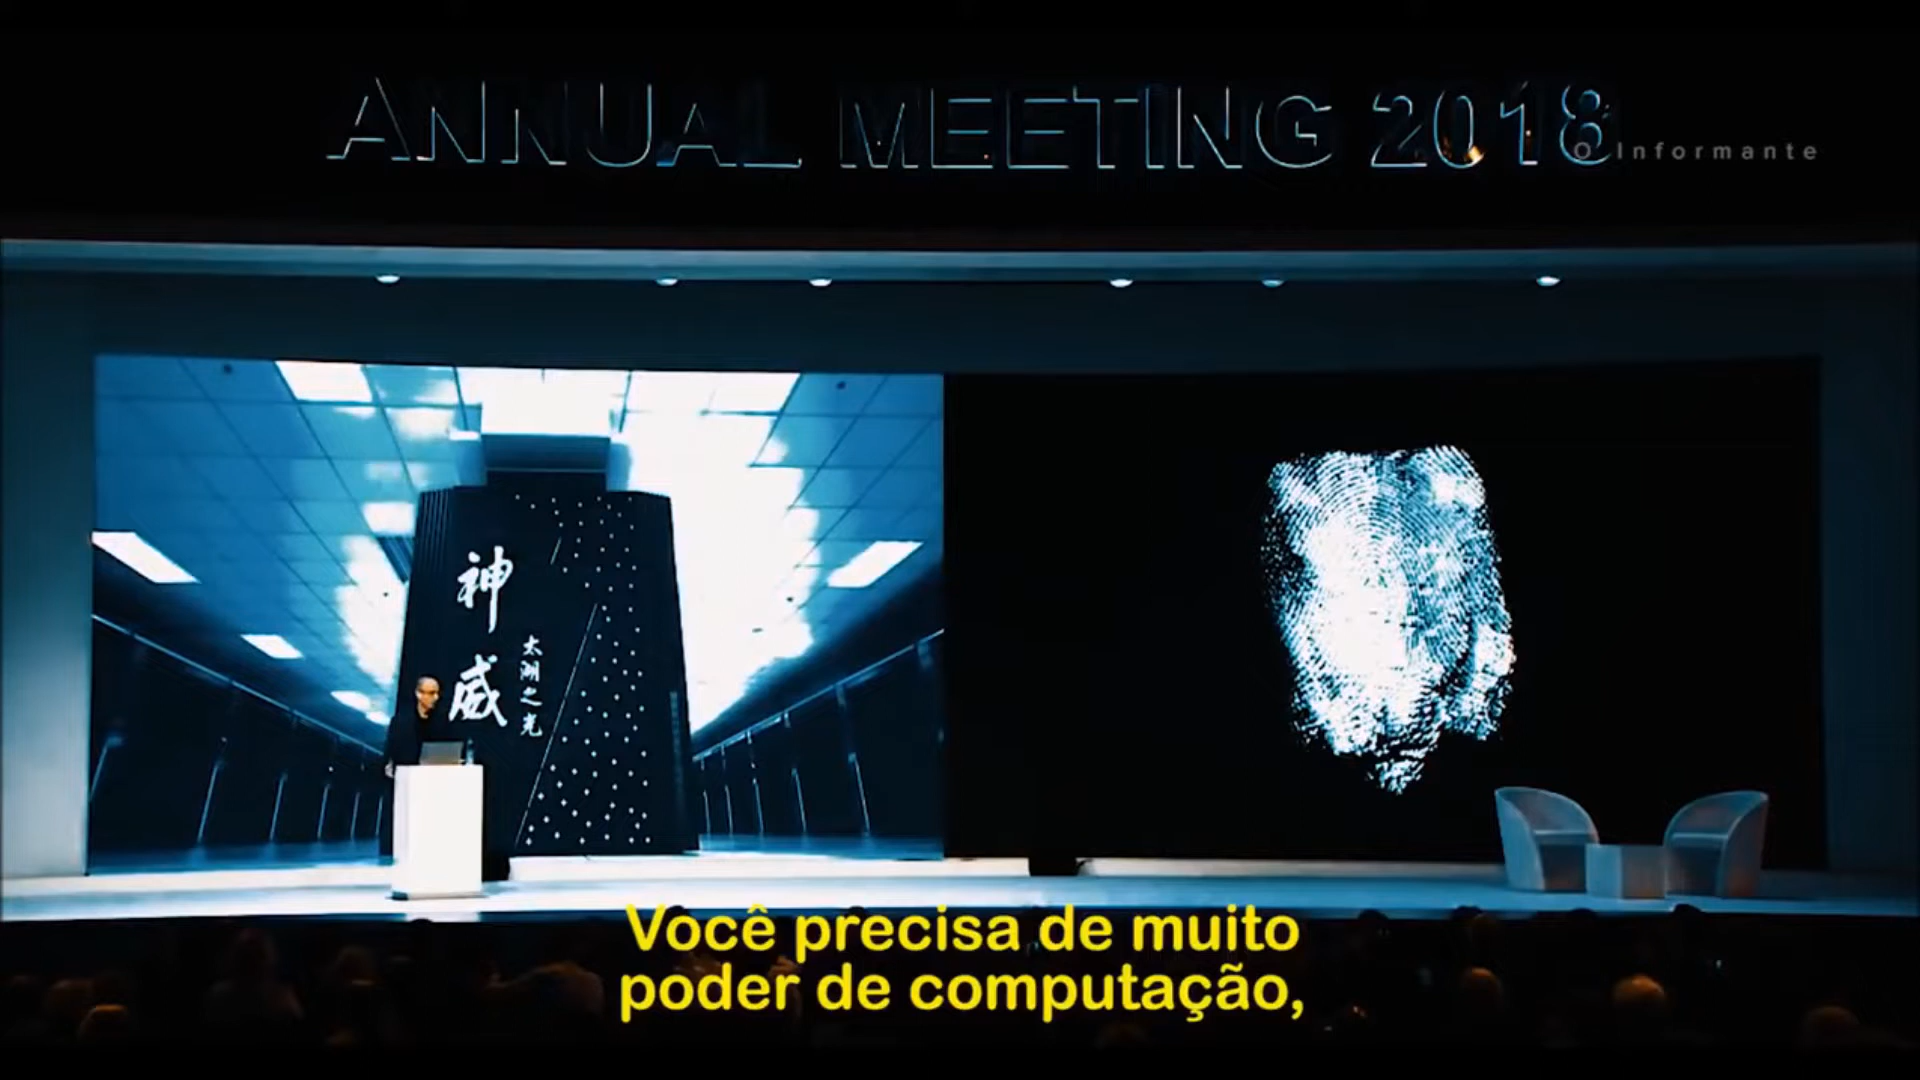 ANNUAL MEETING 2018
O Informante
神威
太湖之光
Você precisa de muito
poder de computação,